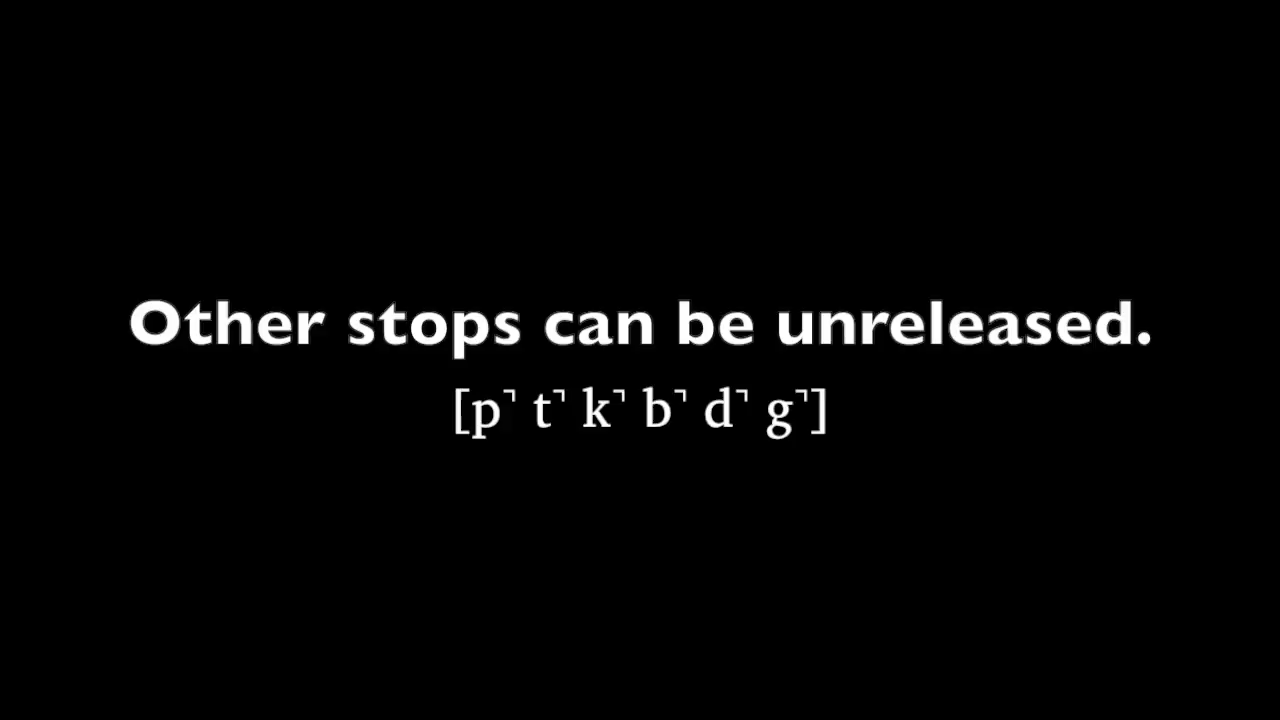 Other stops can be unreleased.
[p̚ t̚ k̚ b̚ d̚ g̚]